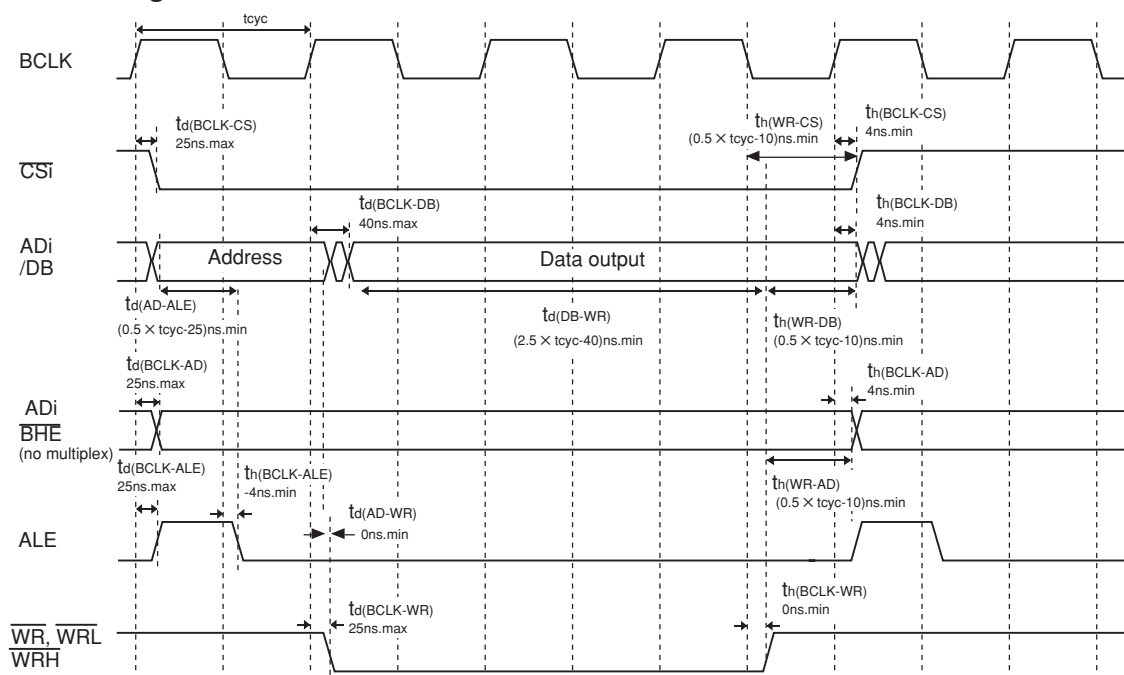 tcyc
BCLK
td(BCLK-CS)
25ns.max
th(WR-CS)
(0.5 × tcyc-10)ns.min
th(BCLK-CS)
4ns.min
CSi
td(BCLK-DB)
40ns.max
th(BCLK-DB)
4ns.min
ADi
/DB
Address
Data output
td(AD-ALE)
(0.5 × tcyc-25)ns.min
td(DB-WR)
(2.5 × tcyc-40)ns.min
th(WR-DB)
(0.5 × tcyc-10)ns.min
td(BCLK-AD)
25ns.max
th(BCLK-AD)
4ns.min
ADi
BHE
(no multiplex)
td(BCLK-ALE)
25ns.max
th(BCLK-ALE)
-4ns.min
th(WR-AD)
(0.5 × tcyc-10)ns.min
td(AD-WR)
0ns.min
ALE
td(BCLK-WR)
25ns.max
th(BCLK-WR)
0ns.min
WR, WRL
WRH